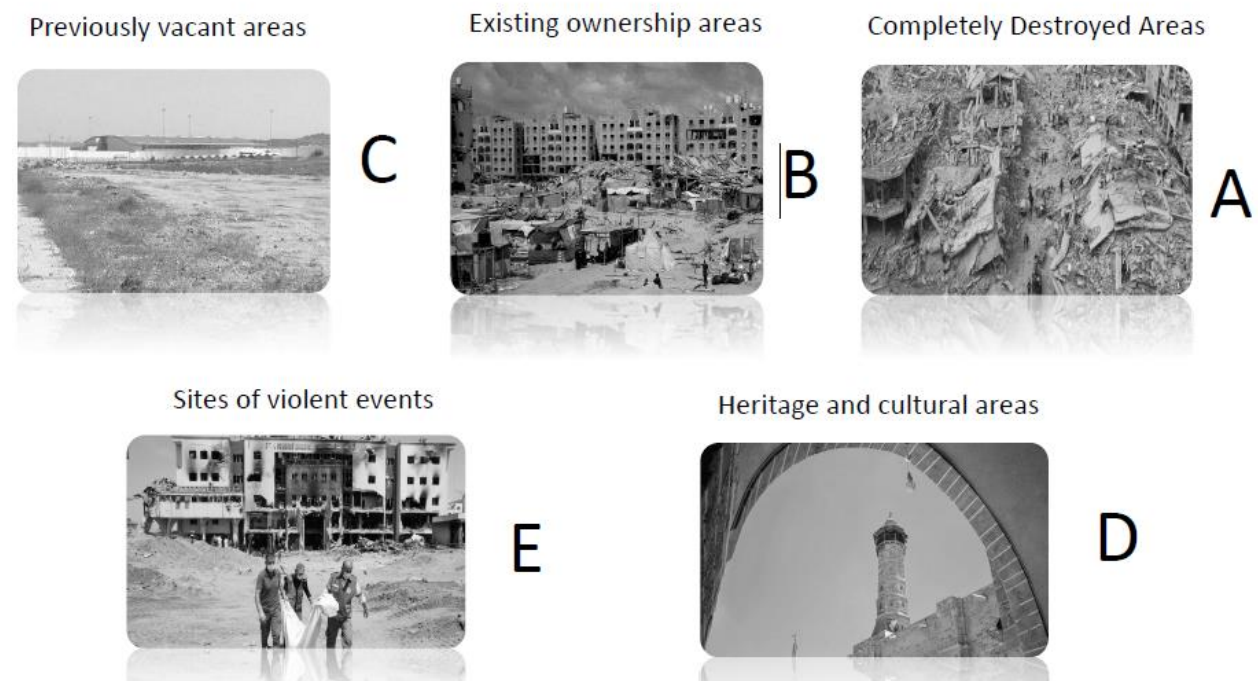 Previously vacant areas
Existing ownership areas
Completely Destroyed Areas
C
B
A
Sites of violent events
Heritage and cultural areas
E
D